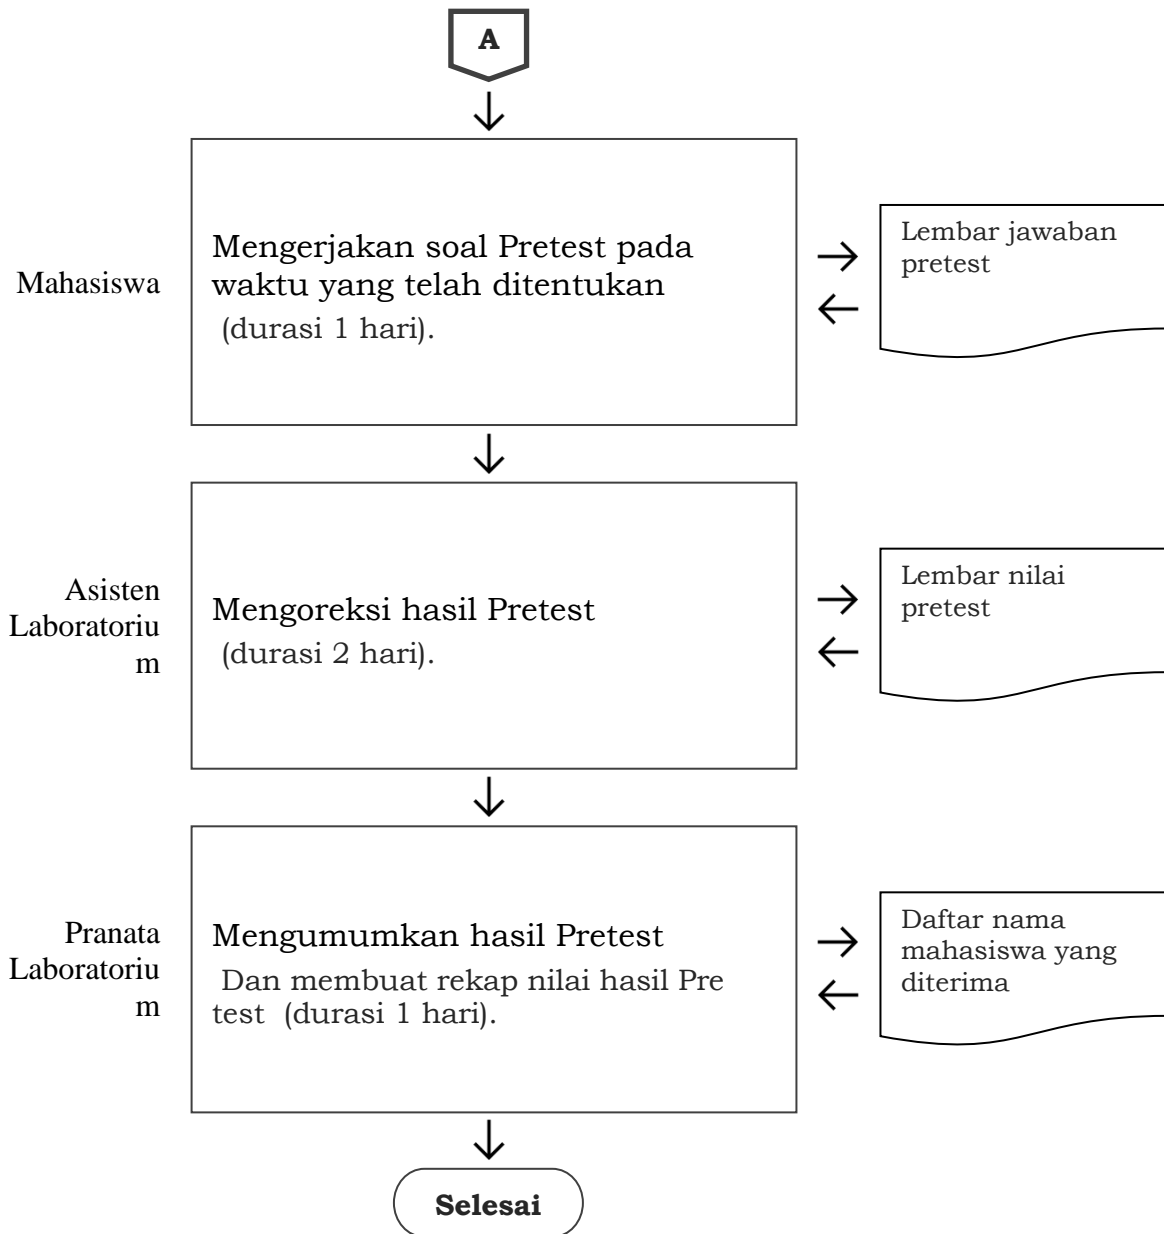 A
Mahasiswa
Mengerjakan soal Pretest pada
waktu yang telah ditentukan
(durasi 1 hari).
Lembar jawaban
pretest
Asisten
Laboratoriu
m
Mengoreksi hasil Pretest
(durasi 2 hari).
Lembar nilai
pretest
Pranata
Laboratoriu
m
Mengumumkan hasil Pretest
Dan membuat rekap nilai hasil Pre
test (durasi 1 hari).
Daftar nama
mahasiswa yang
diterima
Selesai